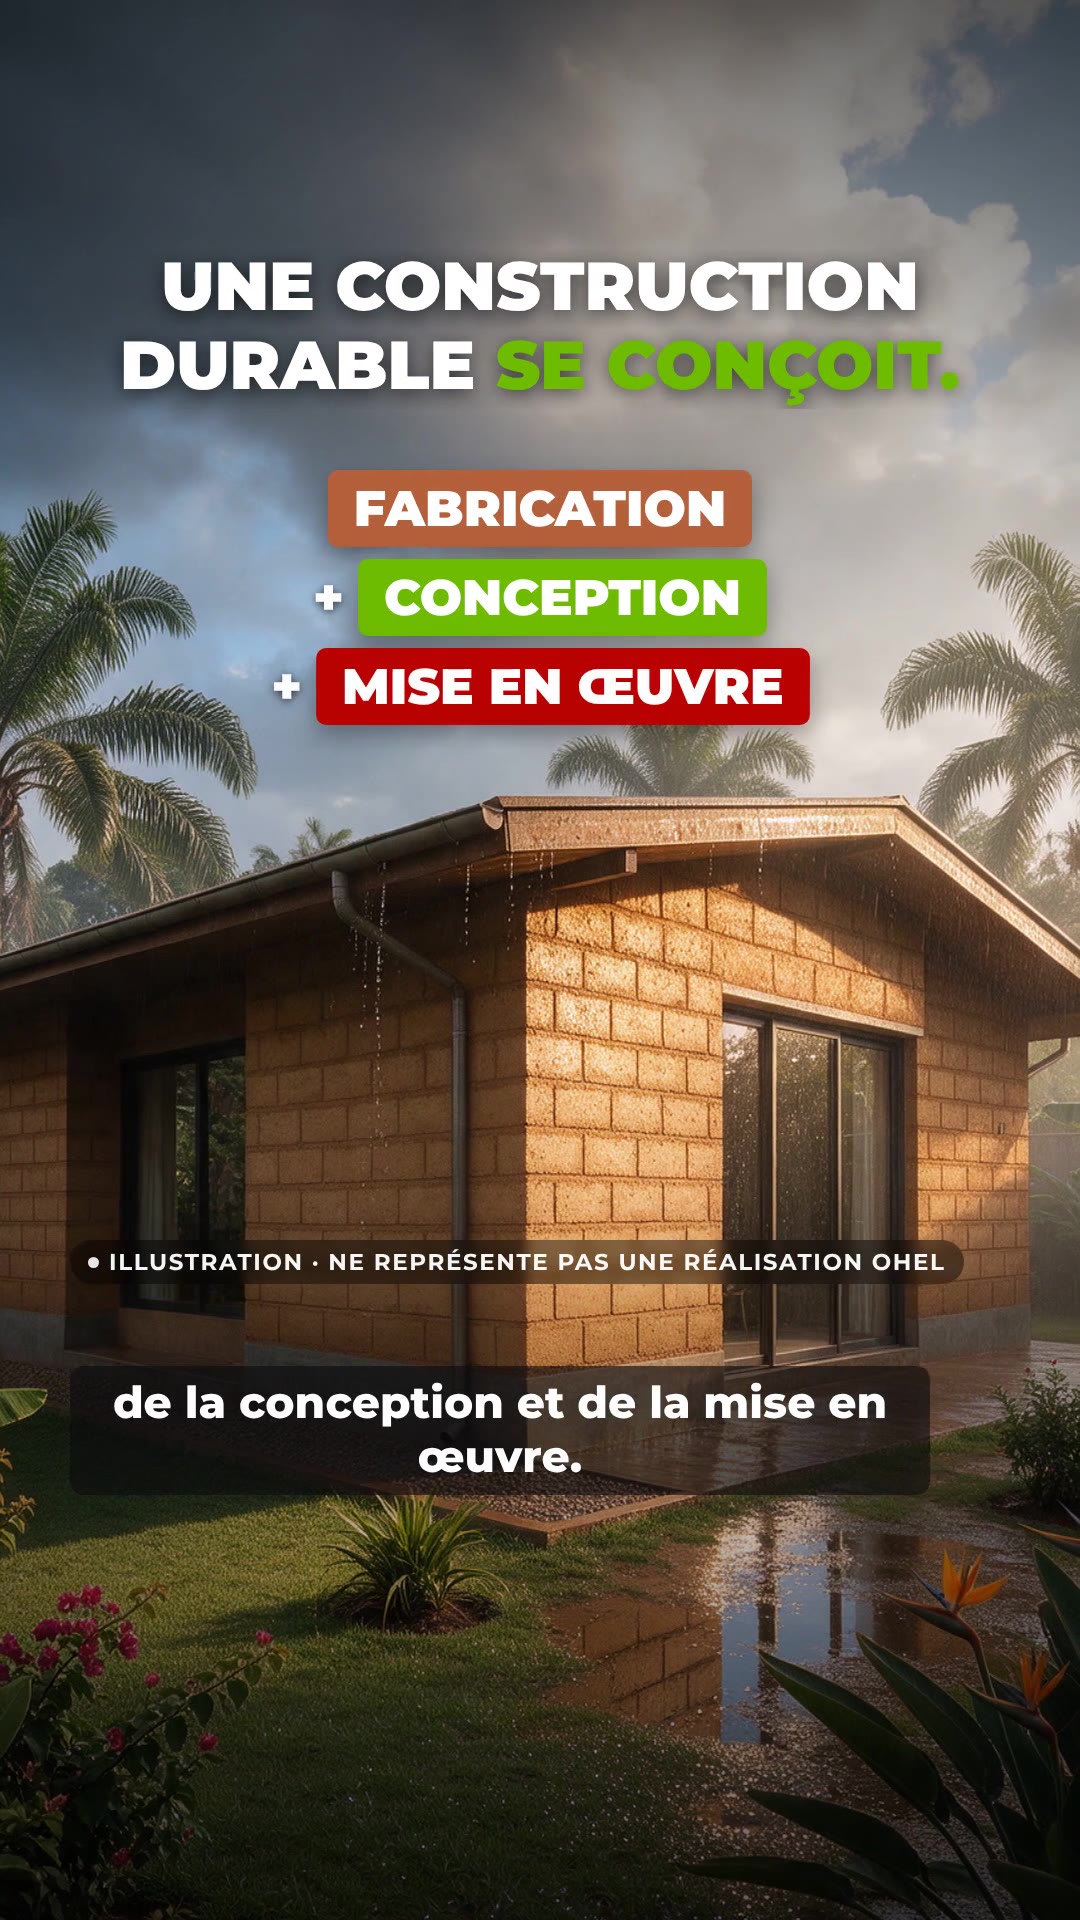 UNE CONSTRUCTION
DURABLE SE CONÇOIT.
FABRICATION
+ CONCEPTION
+ MISE EN ŒUVRE
• ILLUSTRATION · NE REPRÉSENTE PAS UNE RÉALISATION OHEL
de la conception et de la mise en
œuvre.